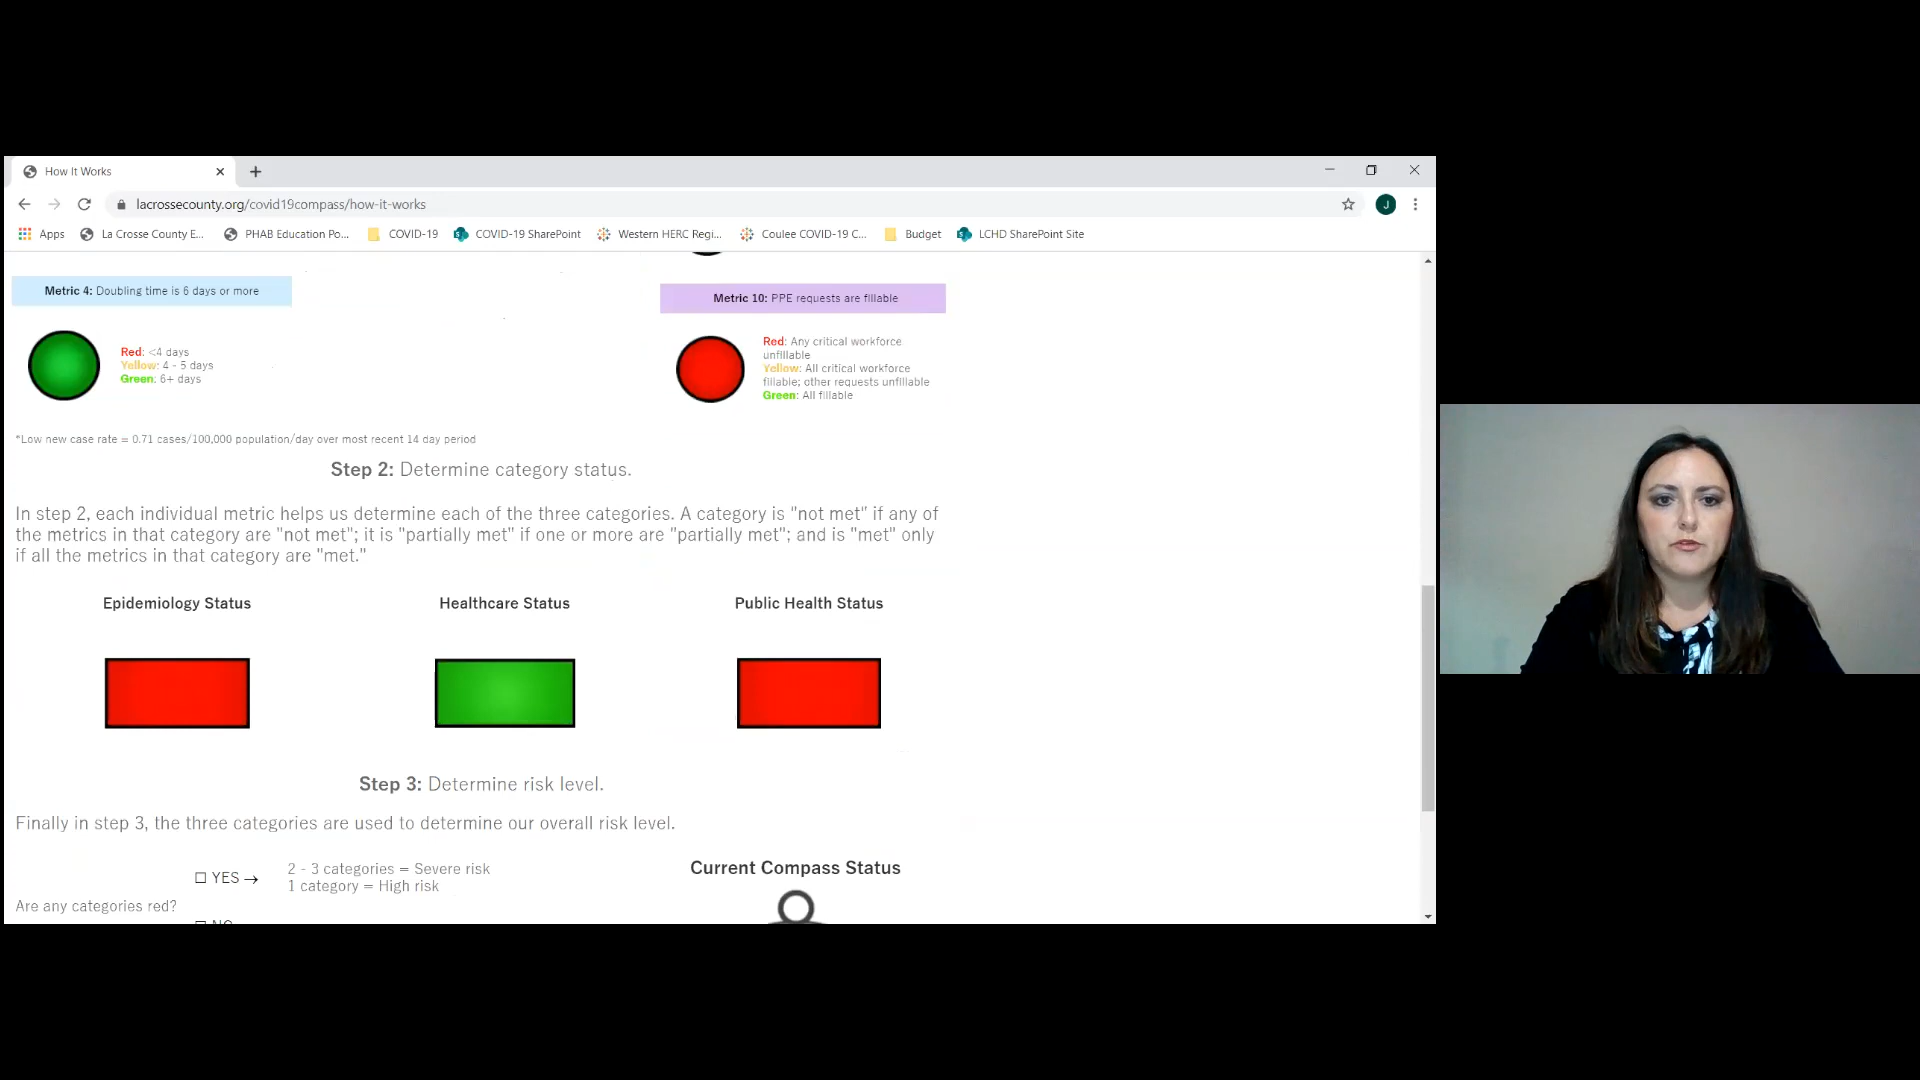 How It Works
lacrossecounty.org/covid19compass/how-it-works
J
Apps La Crosse County E... PHAB Education Po... COVID-19 COVID-19 SharePoint Western HERC Regi... Coulee COVID-19 C... Budget LCHD SharePoint Site
Metric 4: Doubling time is 6 days or more
Red: <4 days
Yellow: 4 - 5 days
Green: 6+ days
Metric 10: PPE requests are fillable
Red: Any critical workforce
unfillable
Yellow: All critical workforce
fillable; other requests unfillable
Green: All fillable
*Low new case rate = 0.71 cases/100,000 population/day over most recent 14 day period
Step 2: Determine category status.
In step 2, each individual metric helps us determine each of the three categories. A category is "not met" if any of
the metrics in that category are "not met"; it is "partially met" if one or more are "partially met"; and is "met" only
if all the metrics in that category are "met."
Epidemiology Status Healthcare Status Public Health Status
Step 3: Determine risk level.
Finally in step 3, the three categories are used to determine our overall risk level.
☐ YES → 2 - 3 categories = Severe risk
1 category = High risk
Are any categories red?
☐ NO
Current Compass Status